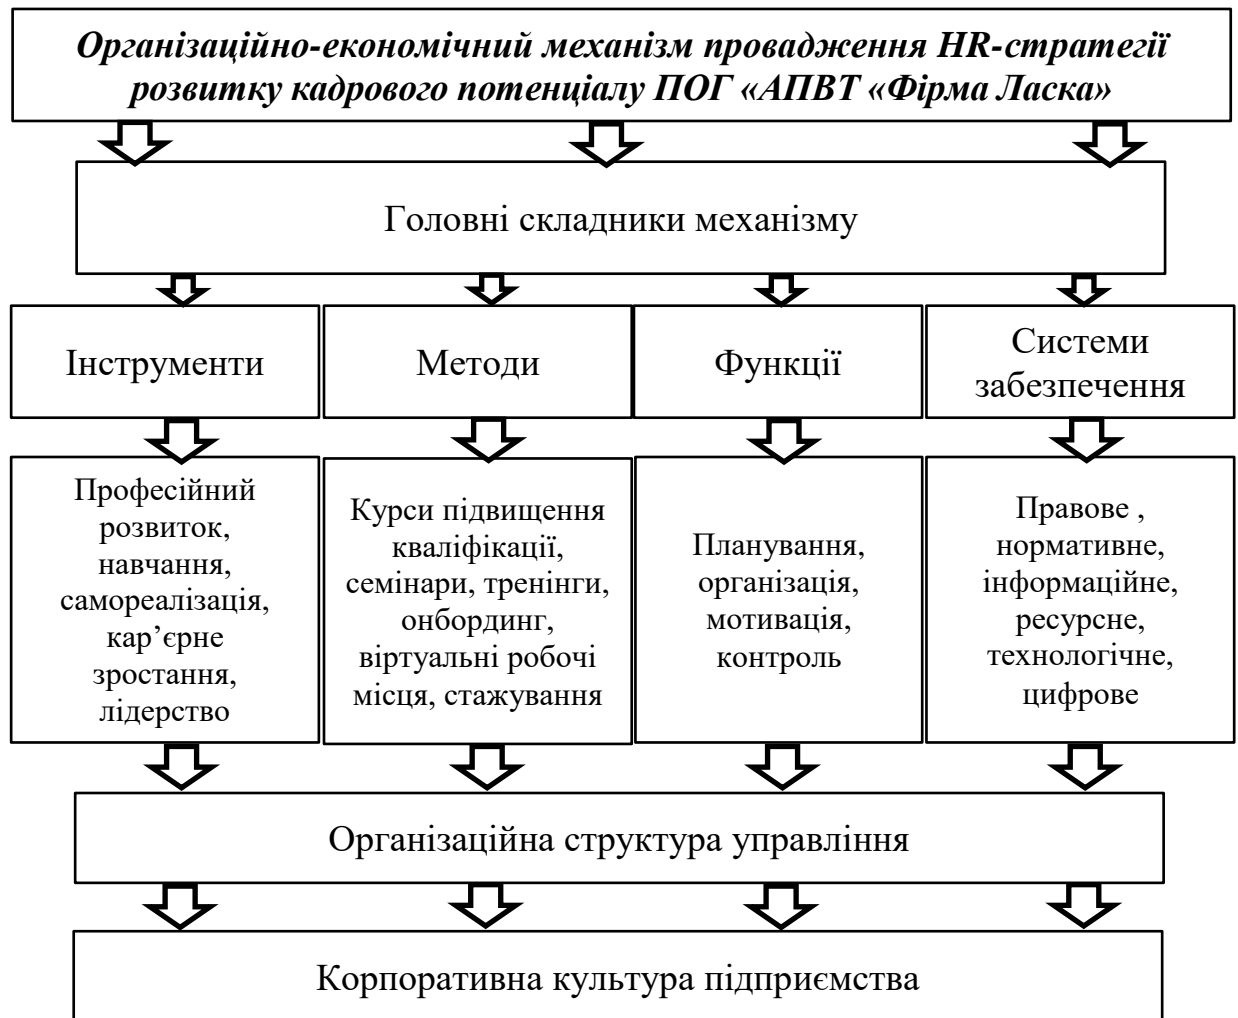 Організаційно-економічний механізм провадження HR-стратегії
розвитку кадрового потенціалу ПОГ «АПВТ «Фірма Ласка»
Головні складники механізму
Інструменти
Методи
Функції
Системи
забезпечення
Професійний
розвиток,
навчання,
самореалізація,
кар’єрне
зростання,
лідерство
Курси підвищення
кваліфікації,
семінари, тренінги,
онбординг,
віртуальні робочі
місця, стажування
Планування,
організація,
мотивація,
контроль
Правове ,
нормативне,
інформаційне,
ресурсне,
технологічне,
цифрове
Організаційна структура управління
Корпоративна культура підприємства